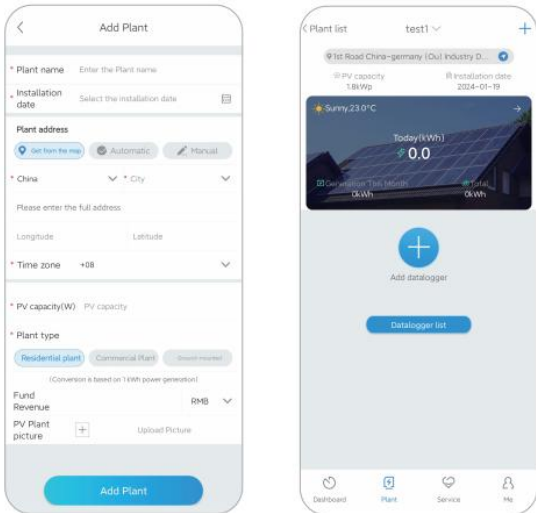 Add Plant
* Plant name Enter the Plant name
* Installation date Select the installation date
Plant address
Get from the map Automatic Manual
* China * City
Please enter the full address
Longitude Latitude
* Time zone +08
* PV capacity(W) PV capacity
* Plant type
Residential plant Commercial Plant Ground-mounted
(Conversion is based on 1 kWh power generation)
Fund Revenue RMB
PV Plant picture Upload Picture
Add Plant
Plant list test1
1st Road China-germany (Ou) Industry D...
PV capacity Installation date
1.8kWp 2024-01-19
Sunny,23.0°C
Today(kWh)
0.0
Generation This Month Total
0kWh 0kWh
Add datalogger
Datalogger list
Dashboard Plant Service Me